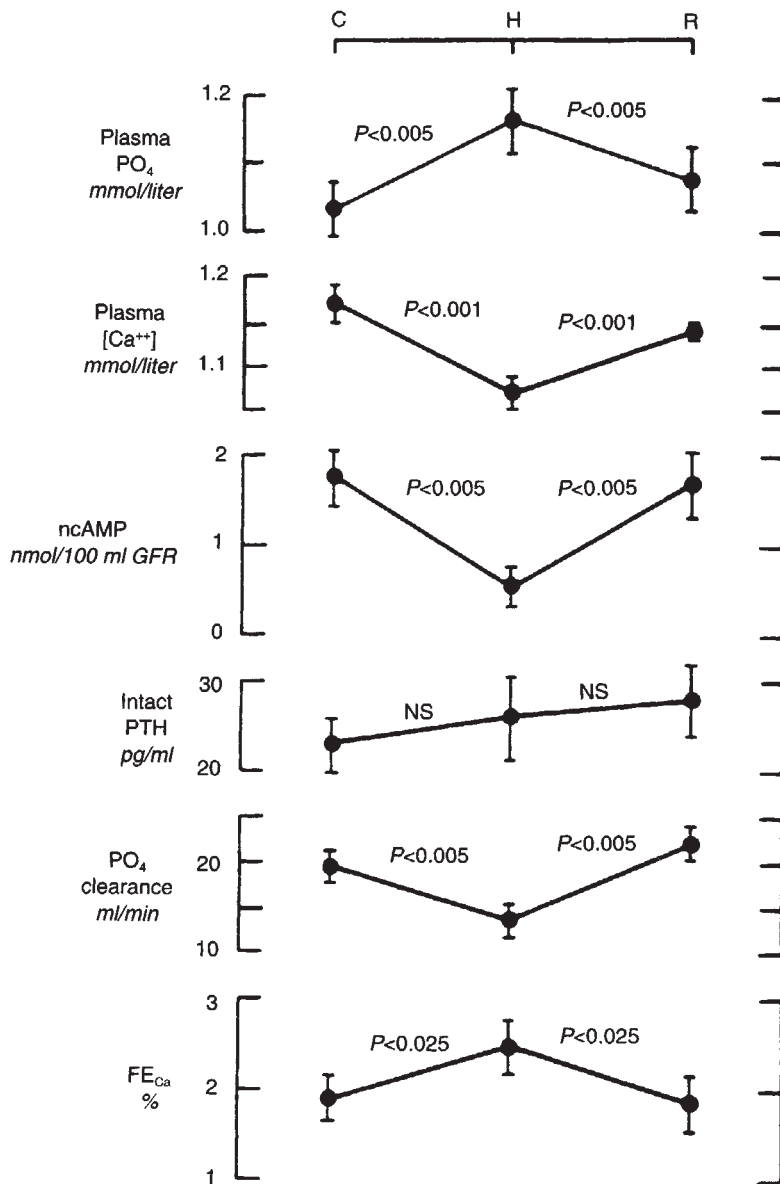 C H R
1.2
P<0.005
P<0.005
Plasma
PO₄
mmol/liter
1.0
1.2
P<0.001
P<0.001
Plasma
[Ca⁺⁺]
mmol/liter
1.1
2
P<0.005 P<0.005
ncAMP
nmol/100 ml GFR
1
0
30
NS
NS
Intact
PTH
pg/ml
20
P<0.005
P<0.005
20
PO₄
clearance
ml/min
10
3
P<0.025
P<0.025
FE_Ca
%
2
1